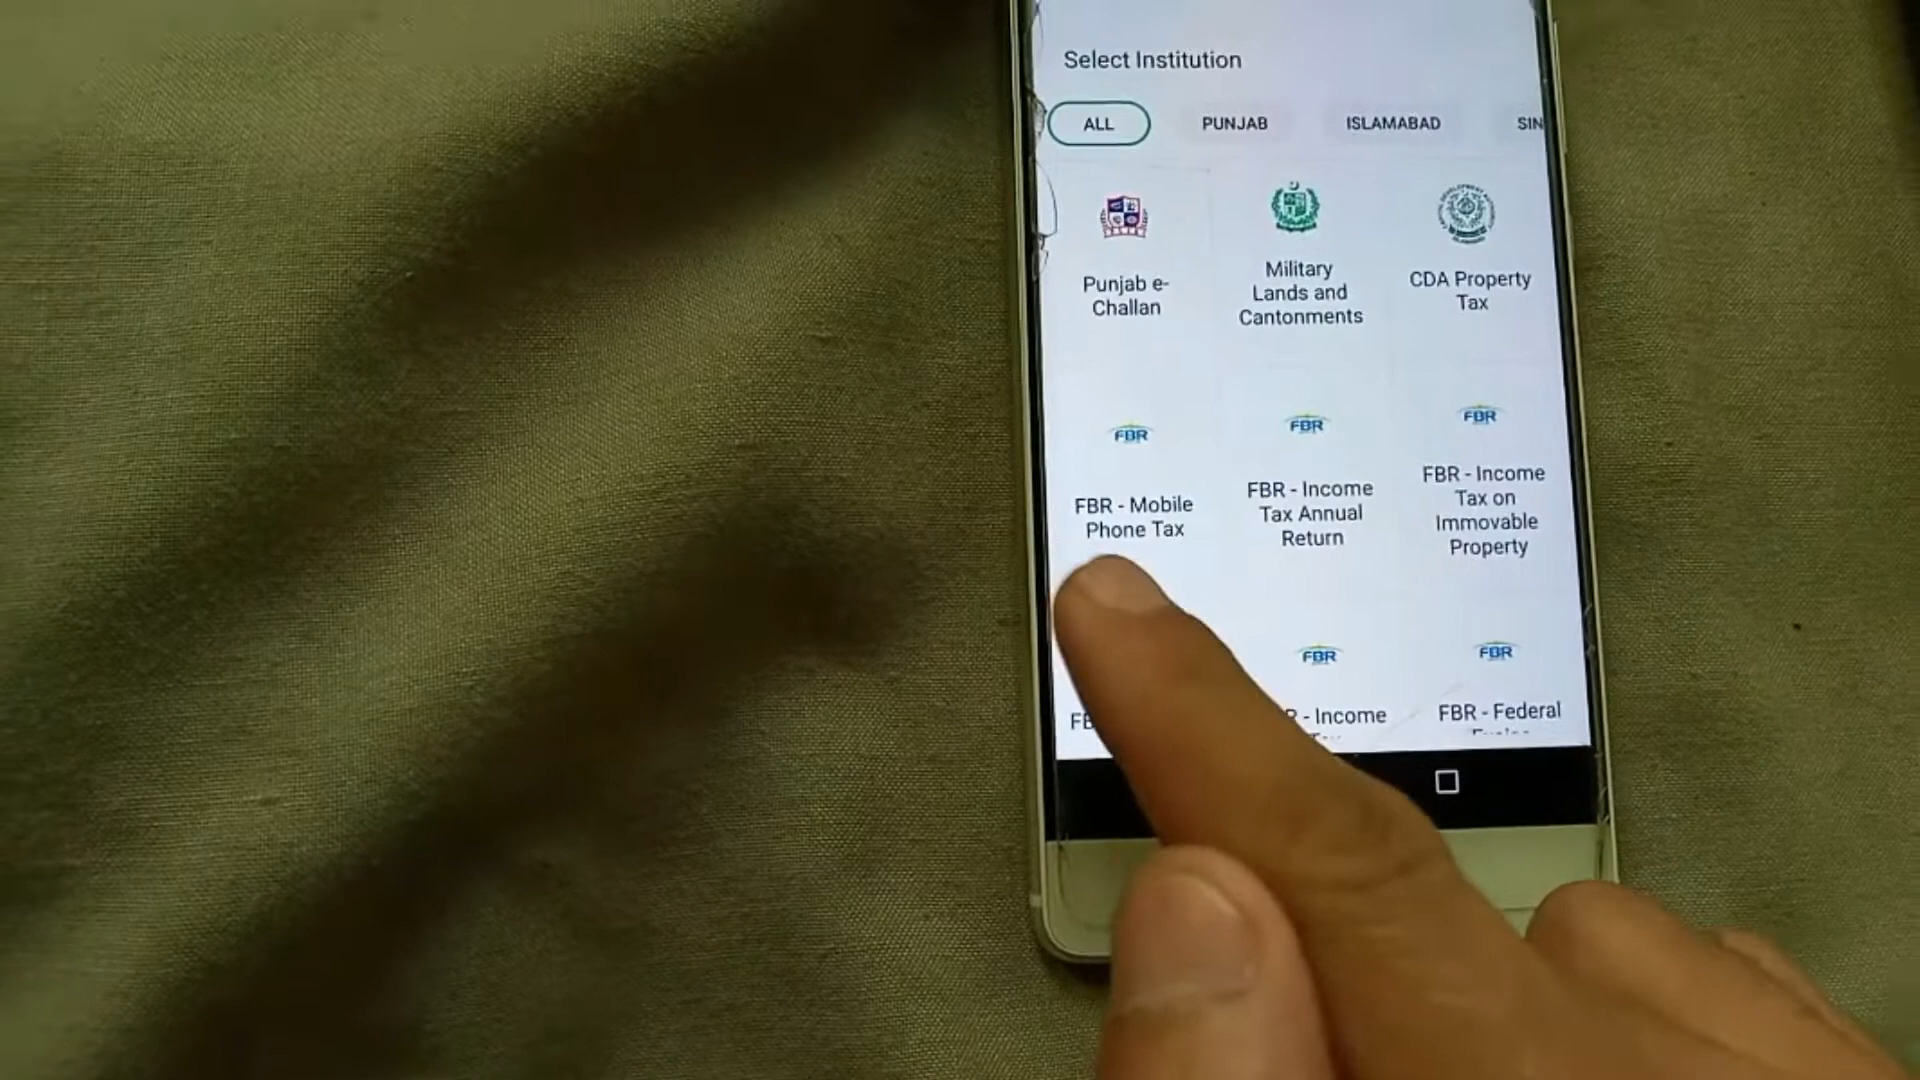 Select Institution
ALL
PUNJAB
ISLAMABAD
SIN
Punjab e-
Challan
Military
Lands and
Cantonments
CDA Property
Tax
FBR
FBR - Mobile
Phone Tax
FBR
FBR - Income
Tax Annual
Return
FBR
FBR - Income
Tax on
Immovable
Property
FB
FBR
R - Income
FBR
FBR - Federal